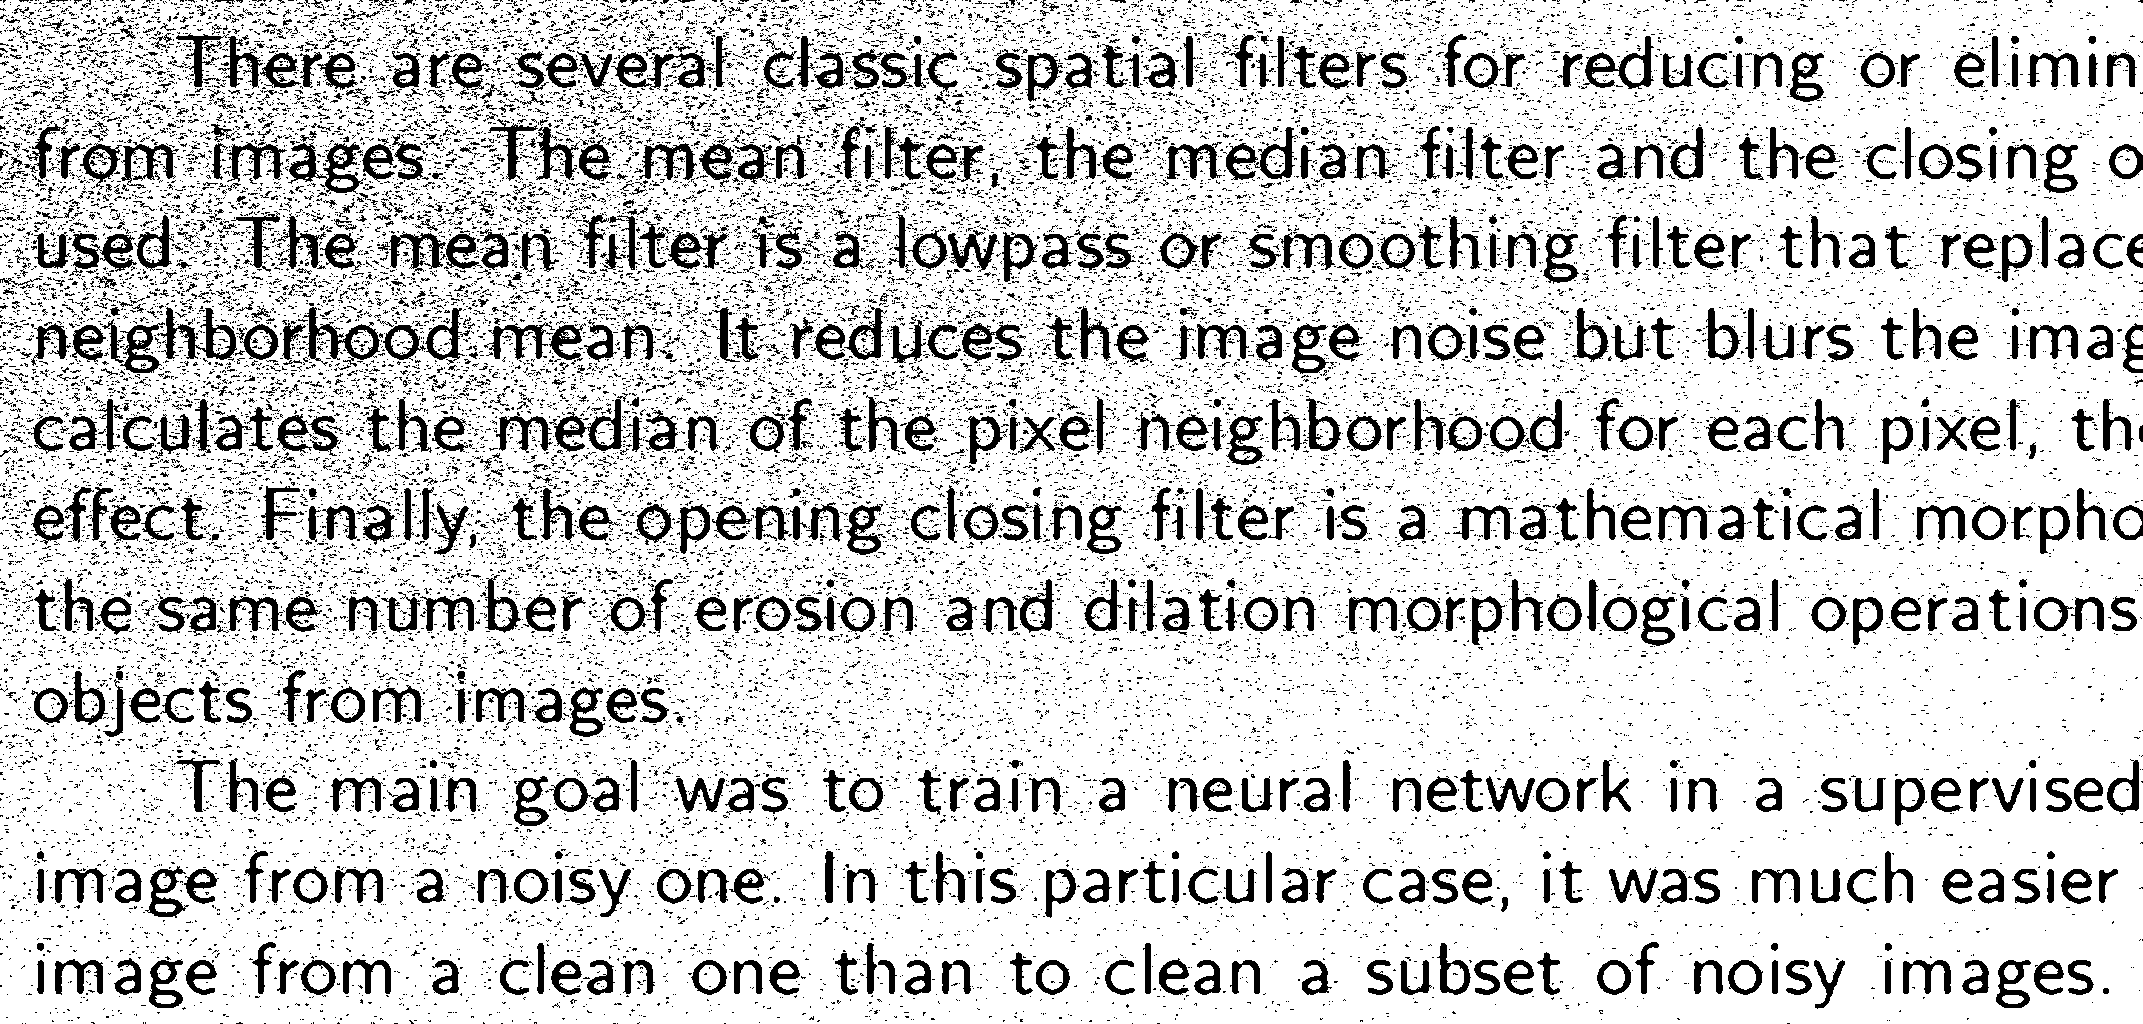 There are several classic spatial filters for reducing or elimin
from images. The mean filter, the median filter and the closing o
used. The mean filter is a lowpass or smoothing filter that replace
neighborhood mean. It reduces the image noise but blurs the imag
calculates the median of the pixel neighborhood for each pixel, the
effect. Finally, the opening closing filter is a mathematical morpho
the same number of erosion and dilation morphological operations
objects from images.
The main goal was to train a neural network in a supervised
image from a noisy one. In this particular case, it was much easier
image from a clean one than to clean a subset of noisy images.